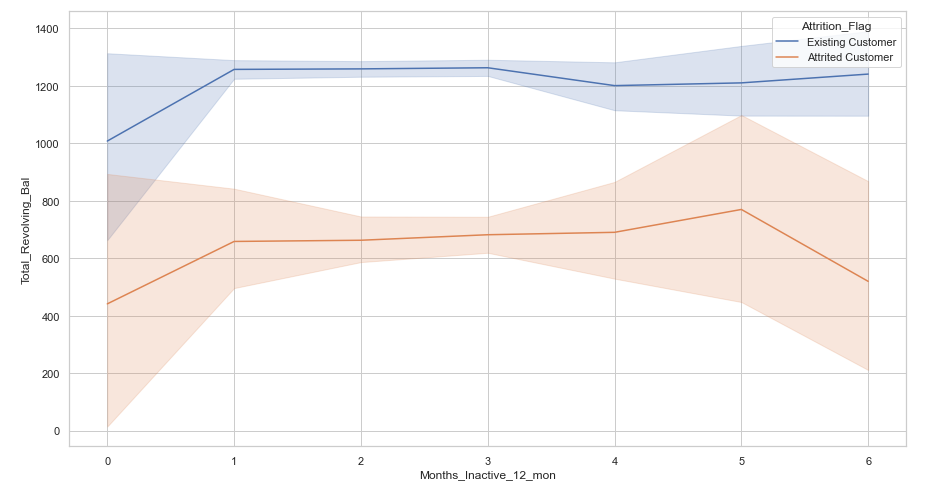 Attrition_Flag
Existing Customer
Attrited Customer
1400
1200
1000
800
600
400
200
0
Total_Revolving_Bal
0 1 2 3 4 5 6
Months_Inactive_12_mon